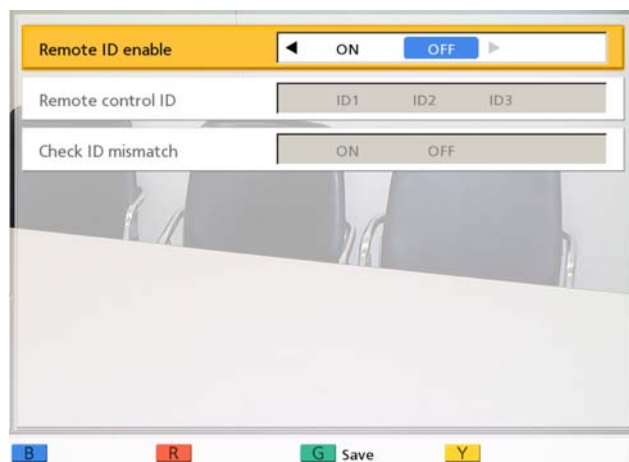 Remote ID enable ON OFF
Remote control ID ID1 ID2 ID3
Check ID mismatch ON OFF
B R G Save Y